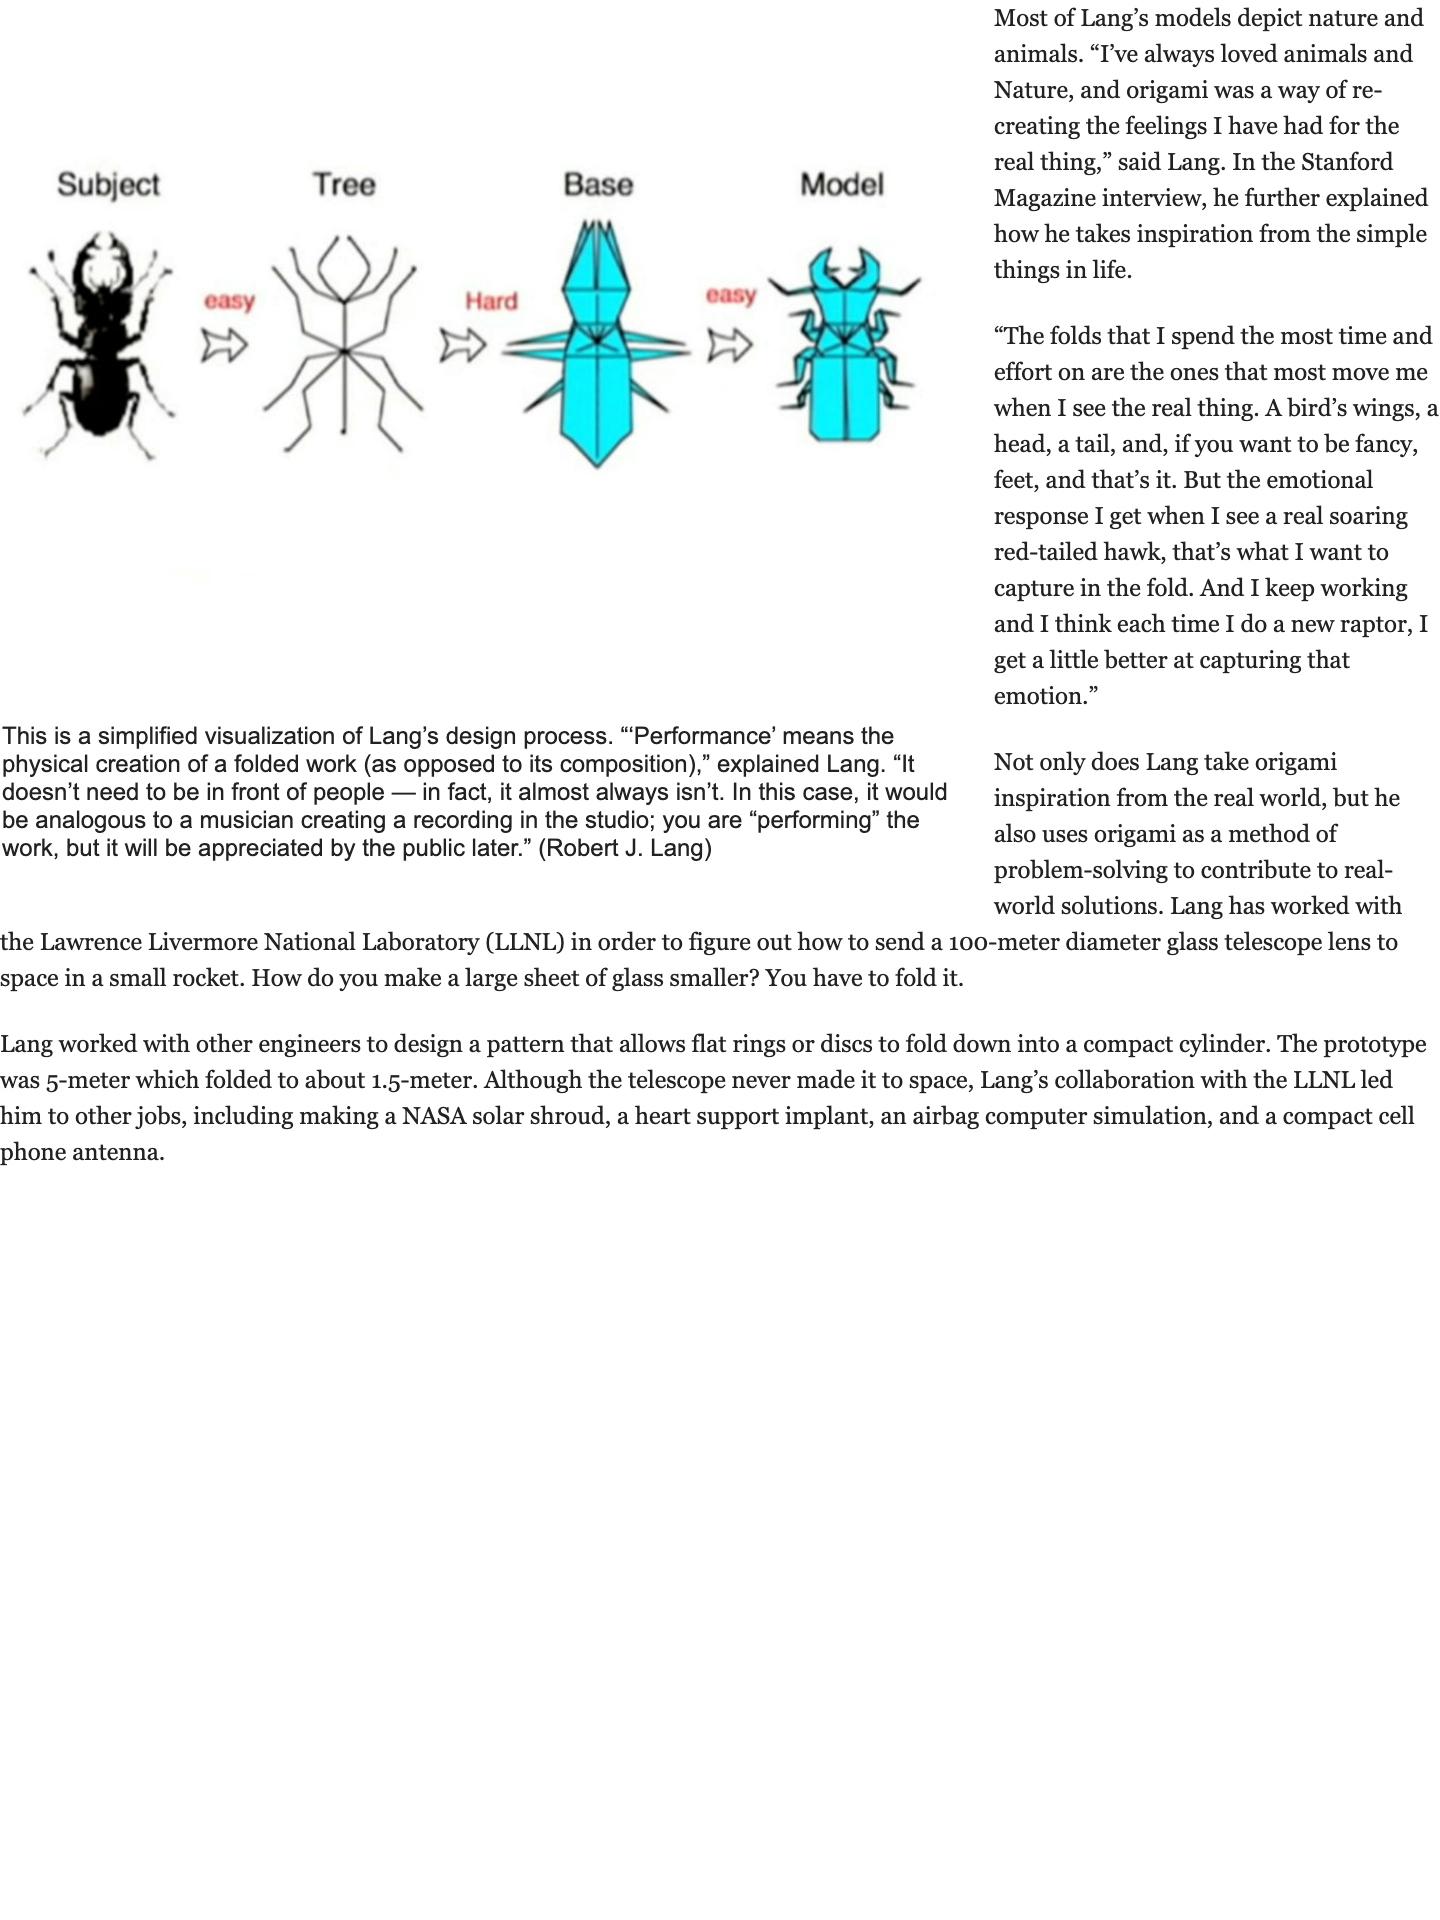 Subject
Tree
Base
Model
easy
Hard
easy
This is a simplified visualization of Lang’s design process. “‘Performance’ means the
physical creation of a folded work (as opposed to its composition),” explained Lang. “It
doesn’t need to be in front of people — in fact, it almost always isn’t. In this case, it would
be analogous to a musician creating a recording in the studio; you are “performing” the
work, but it will be appreciated by the public later.” (Robert J. Lang)
Most of Lang’s models depict nature and
animals. “I’ve always loved animals and
Nature, and origami was a way of re-
creating the feelings I have had for the
real thing,” said Lang. In the Stanford
Magazine interview, he further explained
how he takes inspiration from the simple
things in life.
“The folds that I spend the most time and
effort on are the ones that most move me
when I see the real thing. A bird’s wings, a
head, a tail, and, if you want to be fancy,
feet, and that’s it. But the emotional
response I get when I see a real soaring
red-tailed hawk, that’s what I want to
capture in the fold. And I keep working
and I think each time I do a new raptor, I
get a little better at capturing that
emotion.”
Not only does Lang take origami
inspiration from the real world, but he
also uses origami as a method of
problem-solving to contribute to real-
world solutions. Lang has worked with
the Lawrence Livermore National Laboratory (LLNL) in order to figure out how to send a 100-meter diameter glass telescope lens to
space in a small rocket. How do you make a large sheet of glass smaller? You have to fold it.
Lang worked with other engineers to design a pattern that allows flat rings or discs to fold down into a compact cylinder. The prototype
was 5-meter which folded to about 1.5-meter. Although the telescope never made it to space, Lang’s collaboration with the LLNL led
him to other jobs, including making a NASA solar shroud, a heart support implant, an airbag computer simulation, and a compact cell
phone antenna.